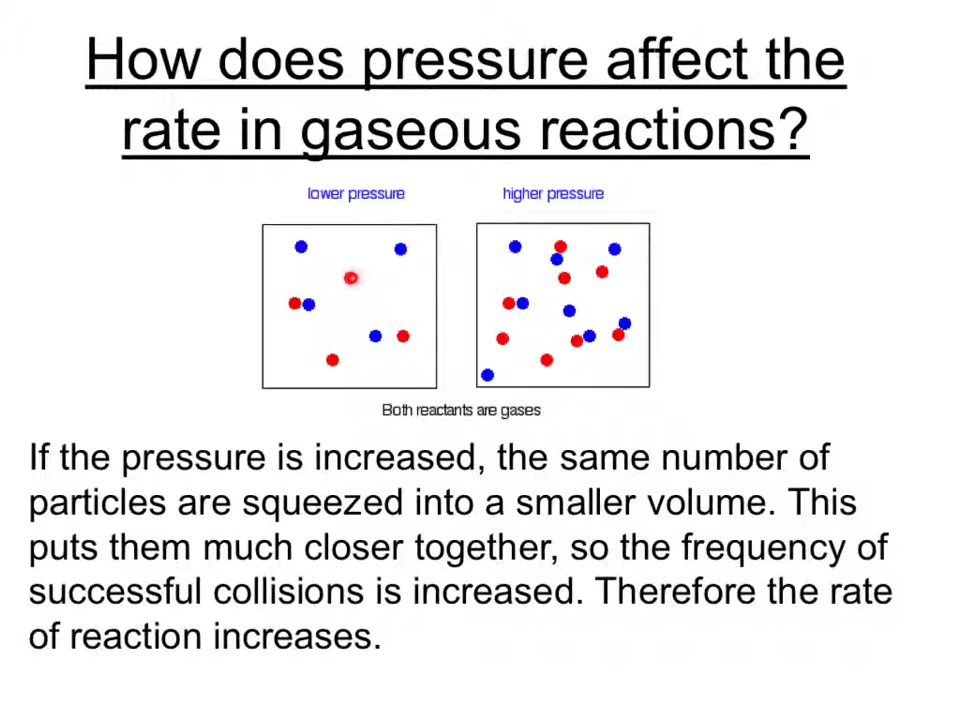 How does pressure affect the
rate in gaseous reactions?
lower pressure
higher pressure
Both reactants are gases
If the pressure is increased, the same number of
particles are squeezed into a smaller volume. This
puts them much closer together, so the frequency of
successful collisions is increased. Therefore the rate
of reaction increases.